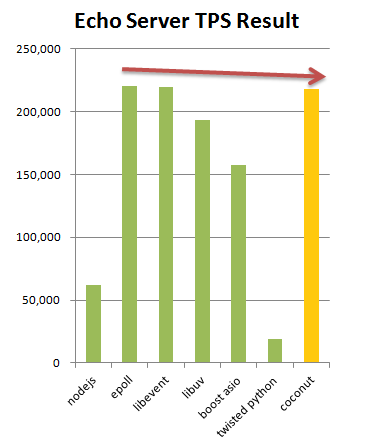 Echo Server TPS Result
250,000
200,000
150,000
100,000
50,000
0
nodejs
epoll
libevent
libuv
boost asio
twisted python
coconut